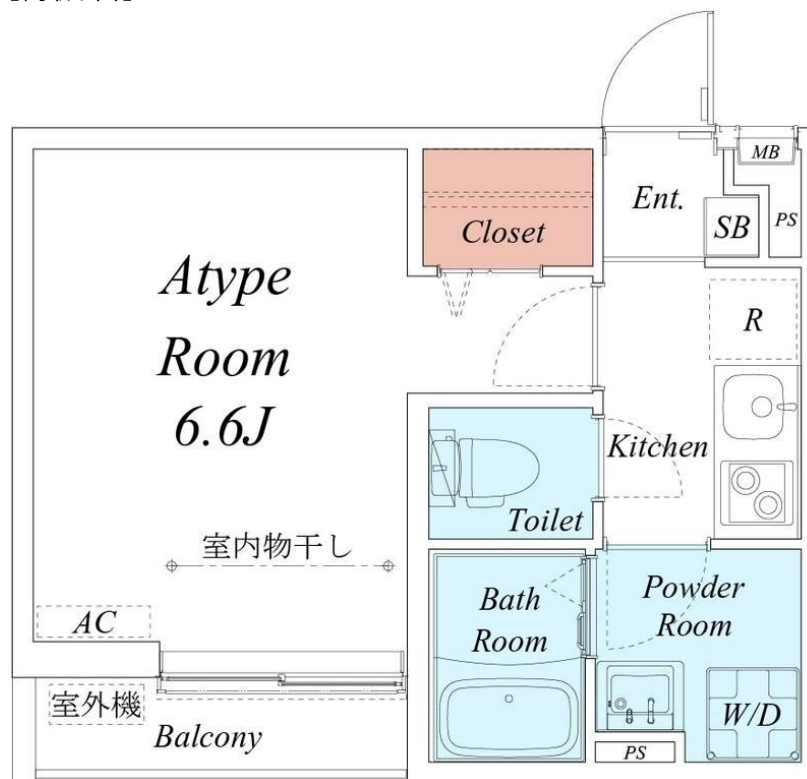 MB
Ent.
SB
PS
Closet
Atype
Room
6.6J
R
Kitchen
Toilet
室内物干し
Bath
Room
Powder
Room
AC
室外機
Balcony
W/D
PS